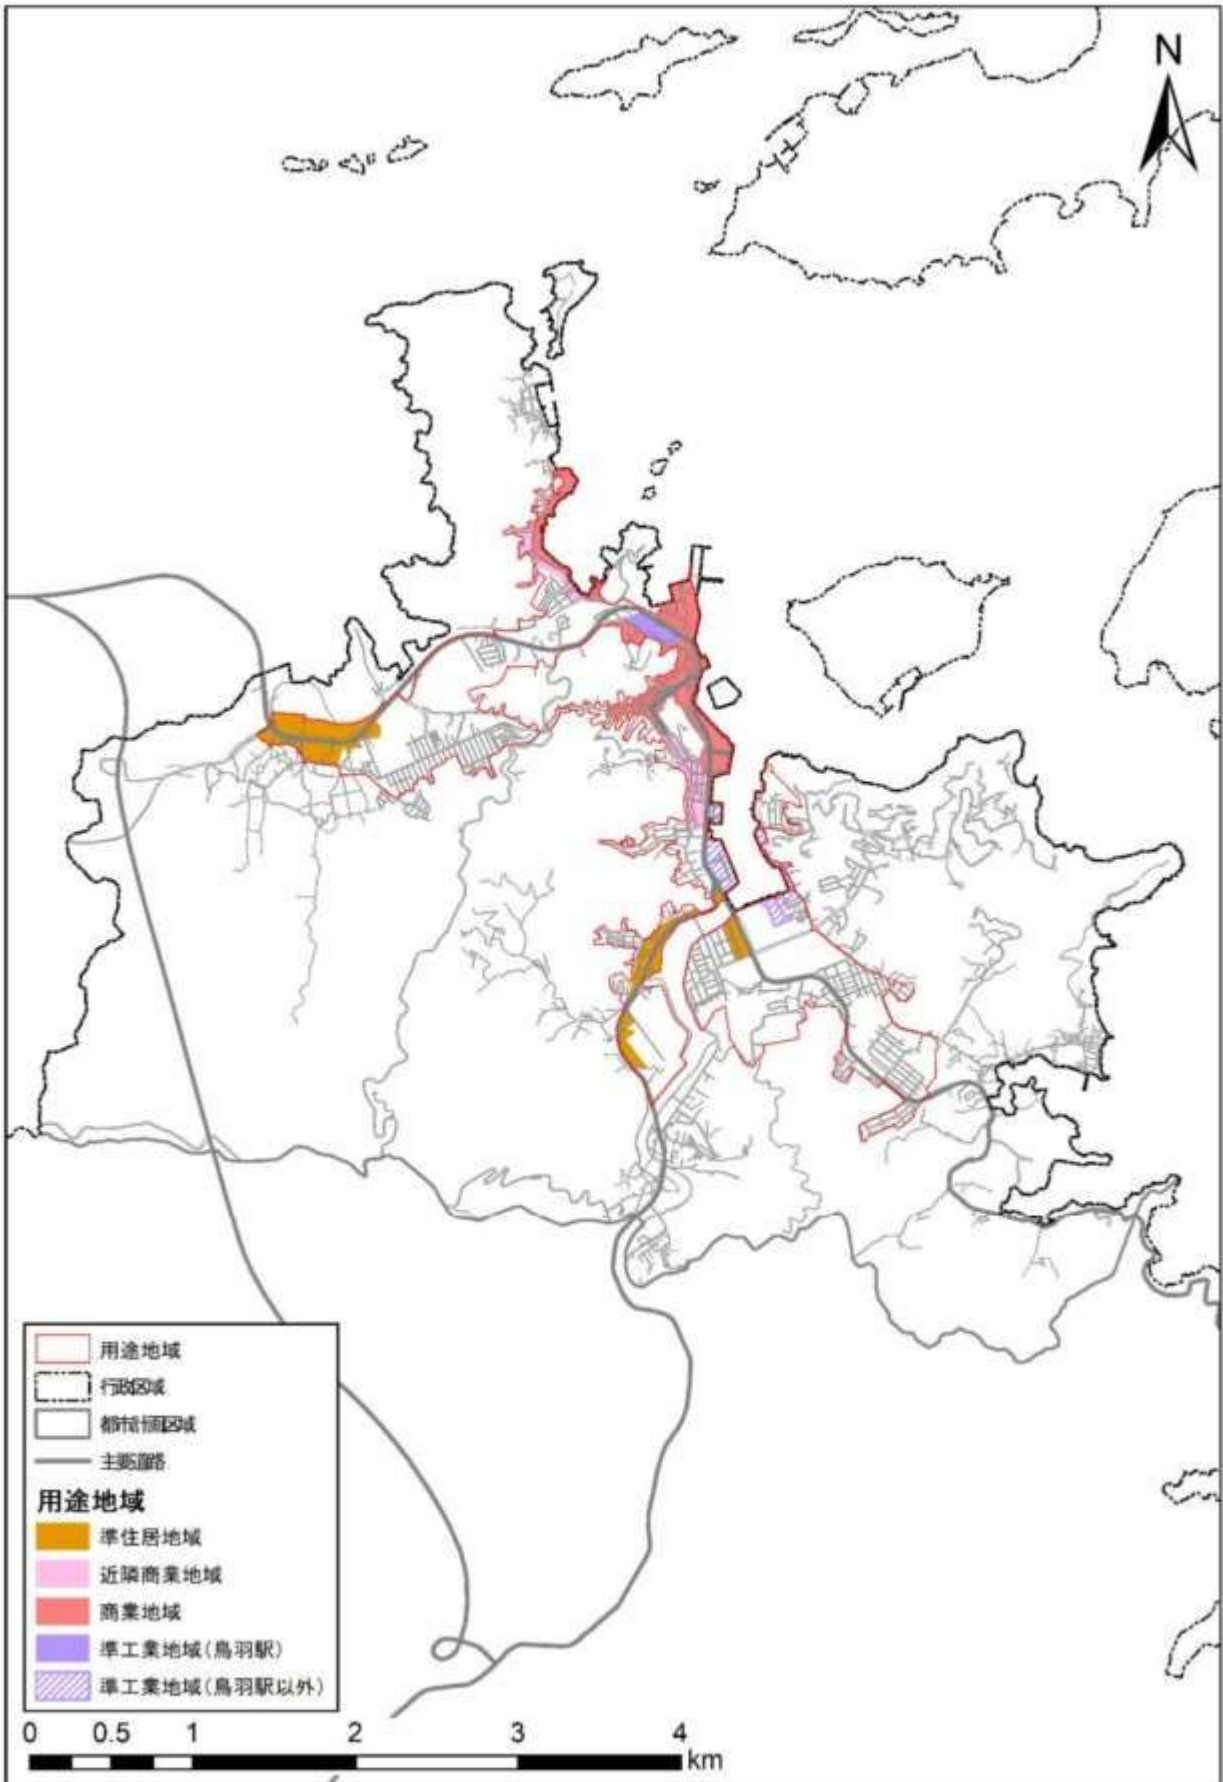 N
用途地域
行政区域
都市計画区域
主要道路
用途地域
準住居地域
近隣商業地域
商業地域
準工業地域(鳥羽駅)
準工業地域(鳥羽駅以外)
0 0.5 1 2 3 4
km